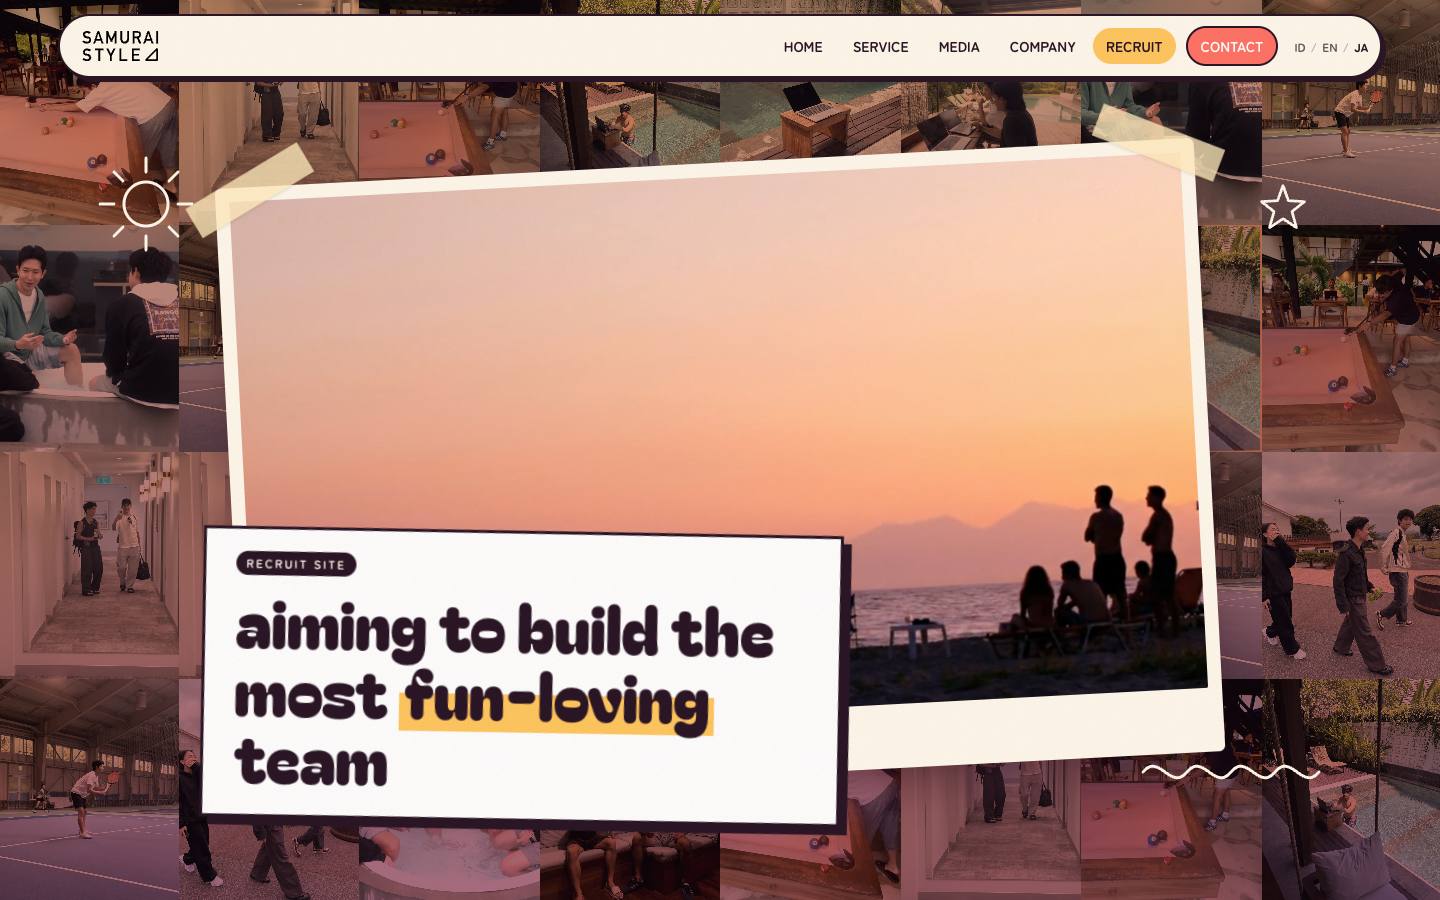 SAMURAI
STYLE
HOME SERVICE MEDIA COMPANY RECRUIT CONTACT ID / EN / JA
RECRUIT SITE
aiming to build the
most fun-loving
team